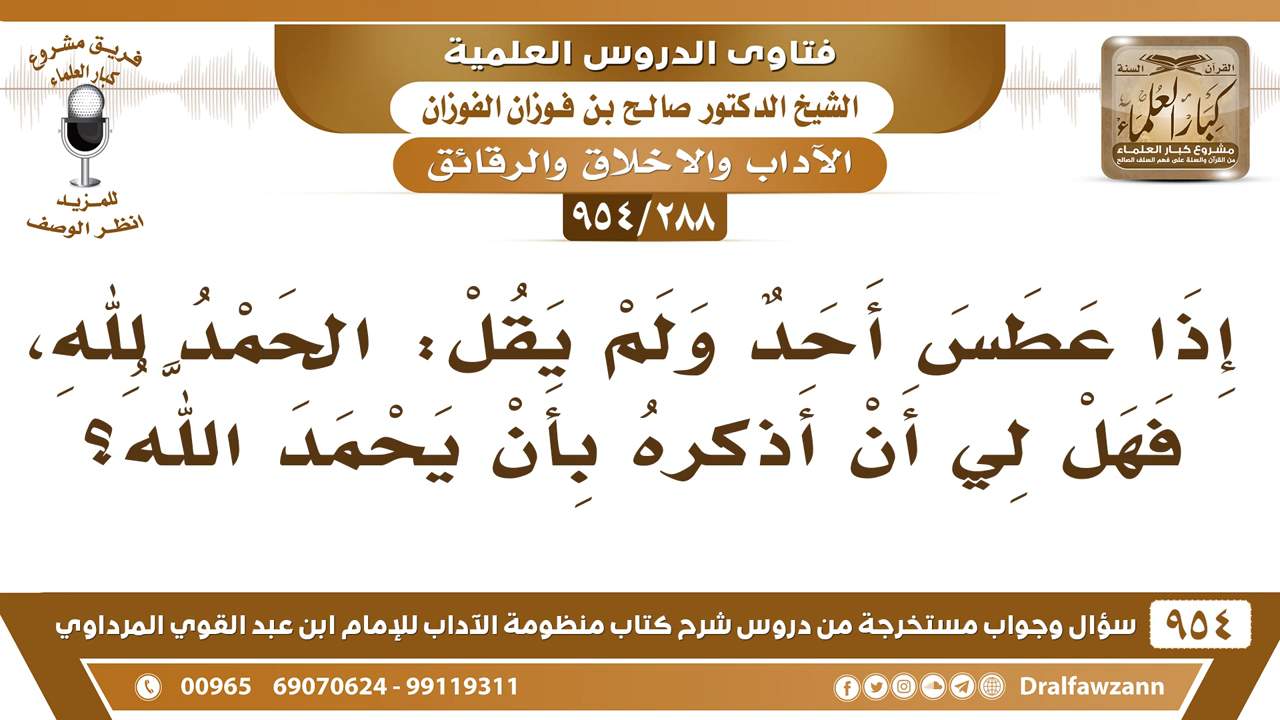 فتاوى الدروس العلمية
الشيخ الدكتور صالح بن فوزان الفوزان
الآداب والاخلاق والرقائق
٩٥٤/٢٨٨
فريق مشروع
كبار العلماء
للمزيد
انظر الوصف
القرآن السنة
كبار العلماء
مشروع كبار العلماء
من القرآن والسنة على فهم السلف الصالح
إِذَا عَطَسَ أَحَدٌ وَلَمْ يَقُلْ: الحَمْدُ لِلهِ،
فَهَلْ لِي أَنْ أَذكرهُ بِأَنْ يَحْمَدَ اللَّهَ؟
٩٥٤ سؤال وجواب مستخرجة من دروس شرح كتاب منظومة الآداب للإمام ابن عبد القوي المرداوي
00965 69070624 - 99119311
Dralfawzann